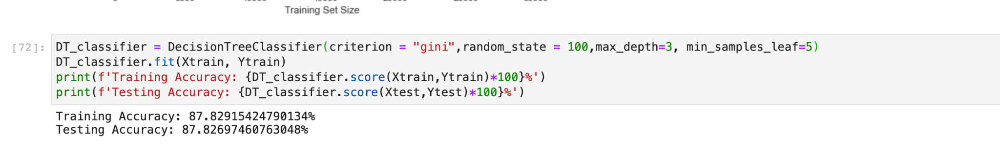 Training Set Size
[72]:
DT_classifier = DecisionTreeClassifier(criterion = "gini",random_state = 100,max_depth=3, min_samples_leaf=5)
DT_classifier.fit(Xtrain, Ytrain)
print(f'Training Accuracy: {DT_classifier.score(Xtrain,Ytrain)*100}%')
print(f'Testing Accuracy: {DT_classifier.score(Xtest,Ytest)*100}%')
Training Accuracy: 87.82915424790134%
Testing Accuracy: 87.82697460763048%